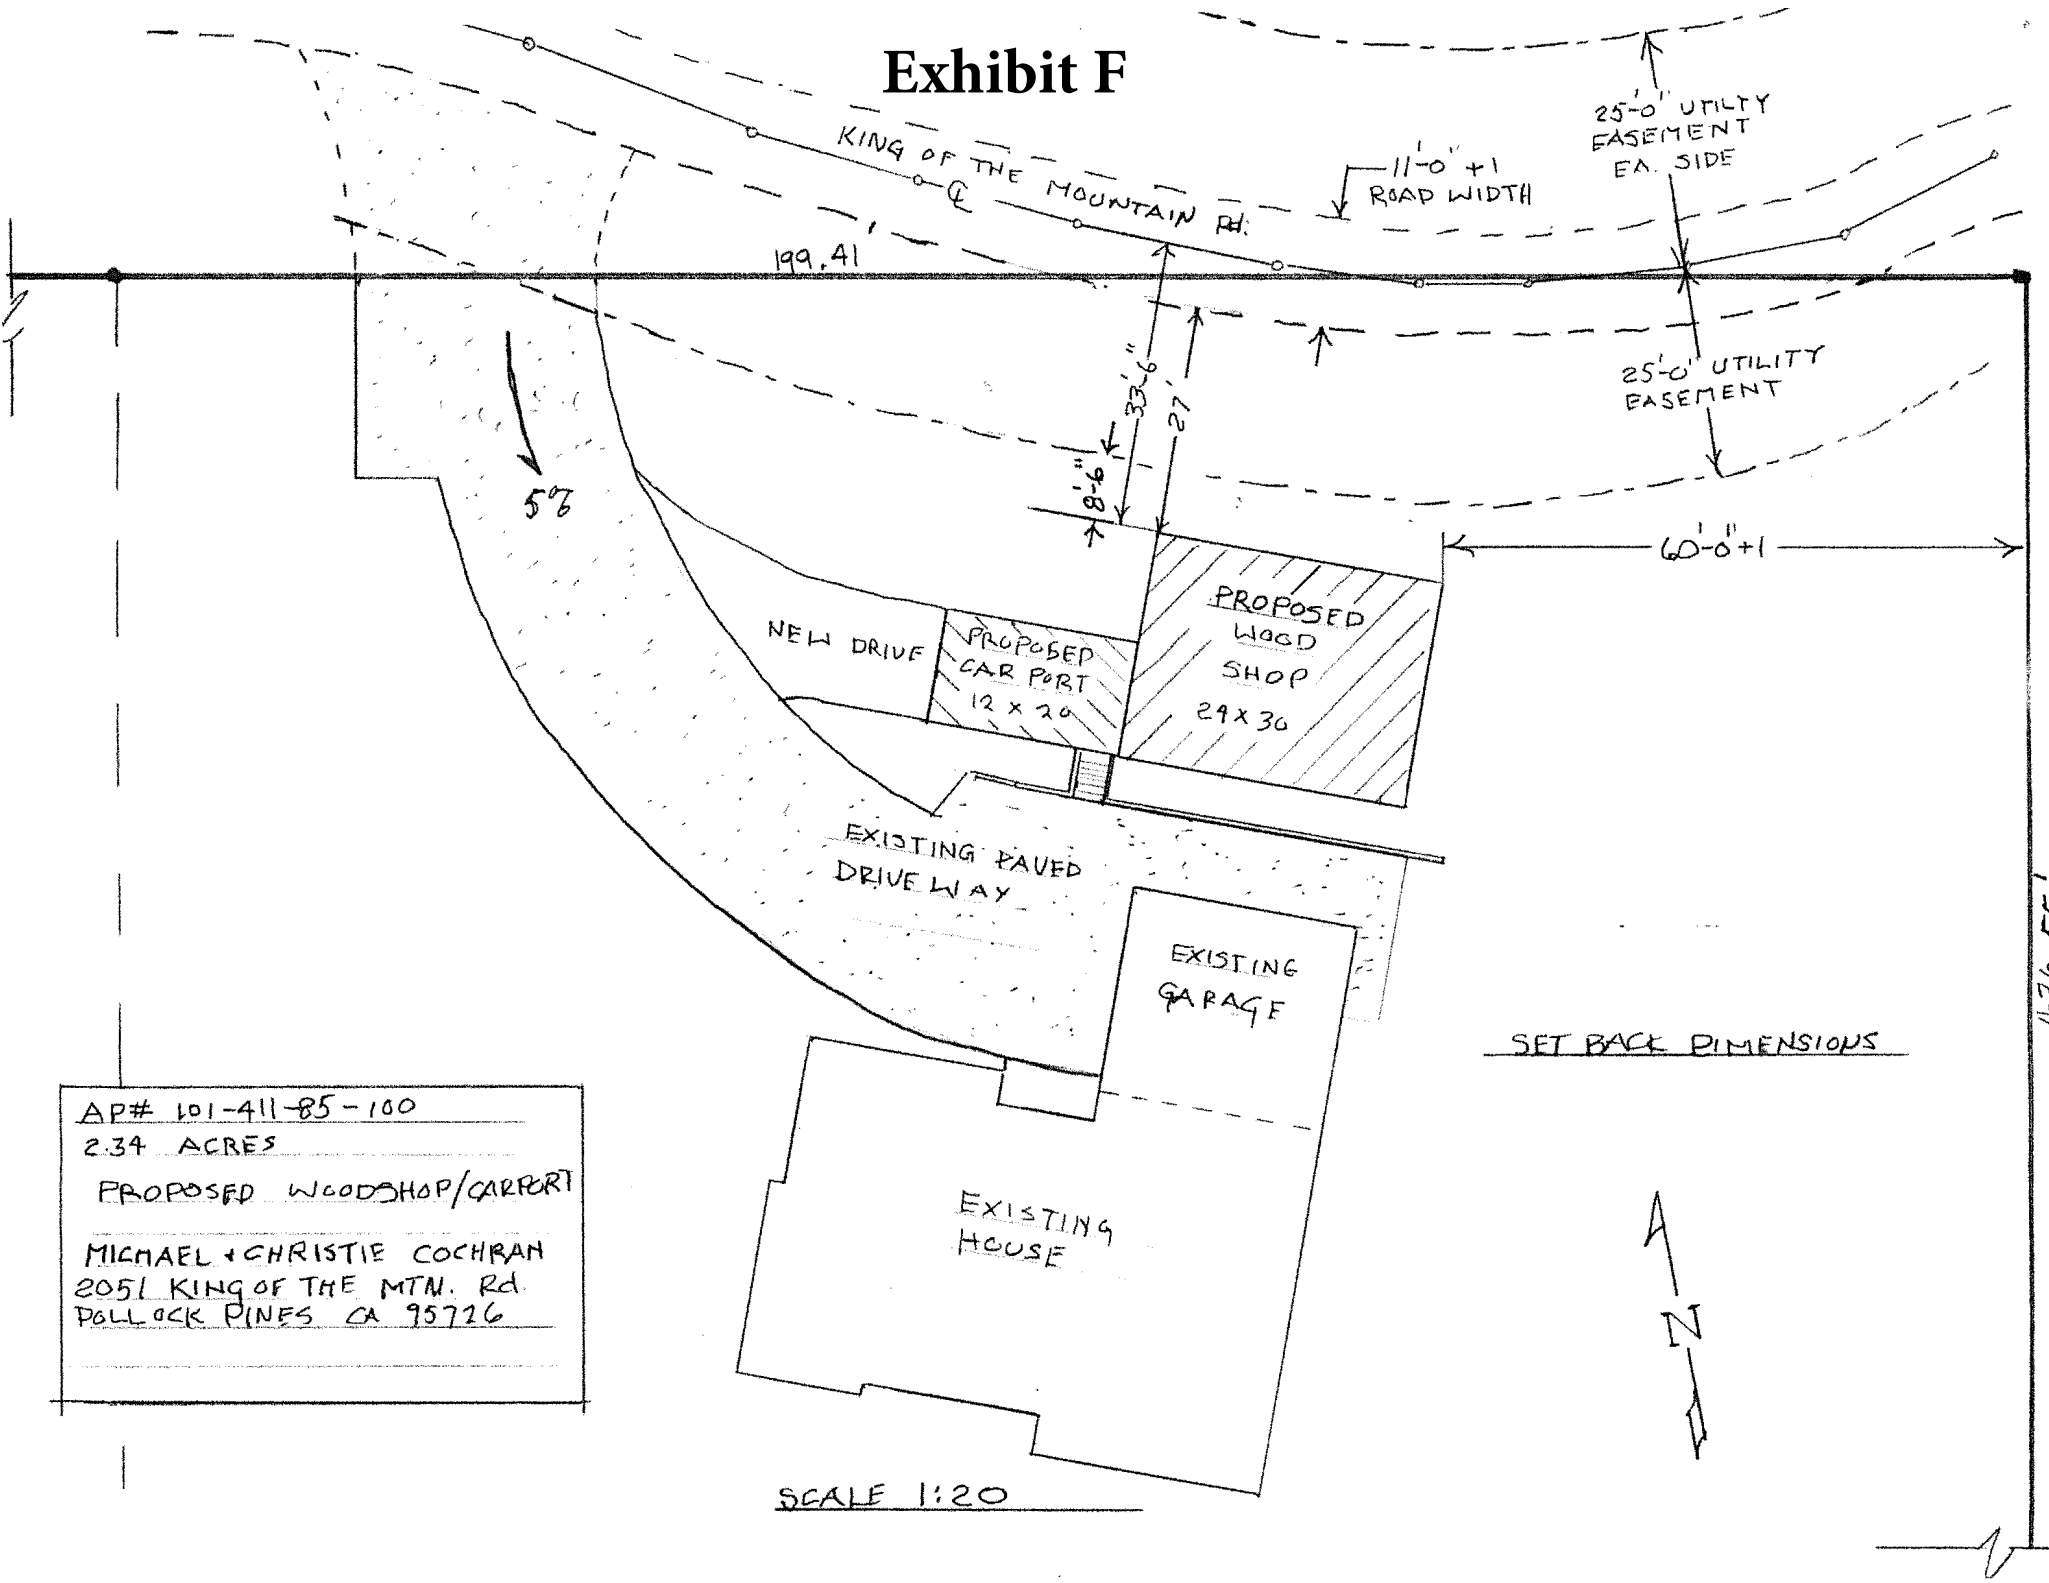 Exhibit F
25'-0" UTILTY
EASEMENT
EA. SIDE
KING OF THE MOUNTAIN Rd.
℄
11'-0" +1
ROAD WIDTH
199.41
25'-0" UTILITY
EASEMENT
33'-6"
27'
8'-6"
5%
60'-0"+1
PROPOSED
WOOD
SHOP
24 X 30
NEW DRIVE
PROPOSED
CAR PORT
12 X 20
EXISTING PAVED
DRIVE WAY
EXISTING
GARAGE
SET BACK DIMENSIONS
AP# 101-411-85-100
2.34 ACRES
PROPOSED WOODSHOP/CARPORT
MICHAEL + CHRISTIE COCHRAN
2051 KING OF THE MTN. Rd.
POLLOCK PINES CA 95726
EXISTING
HOUSE
N
SCALE 1:20